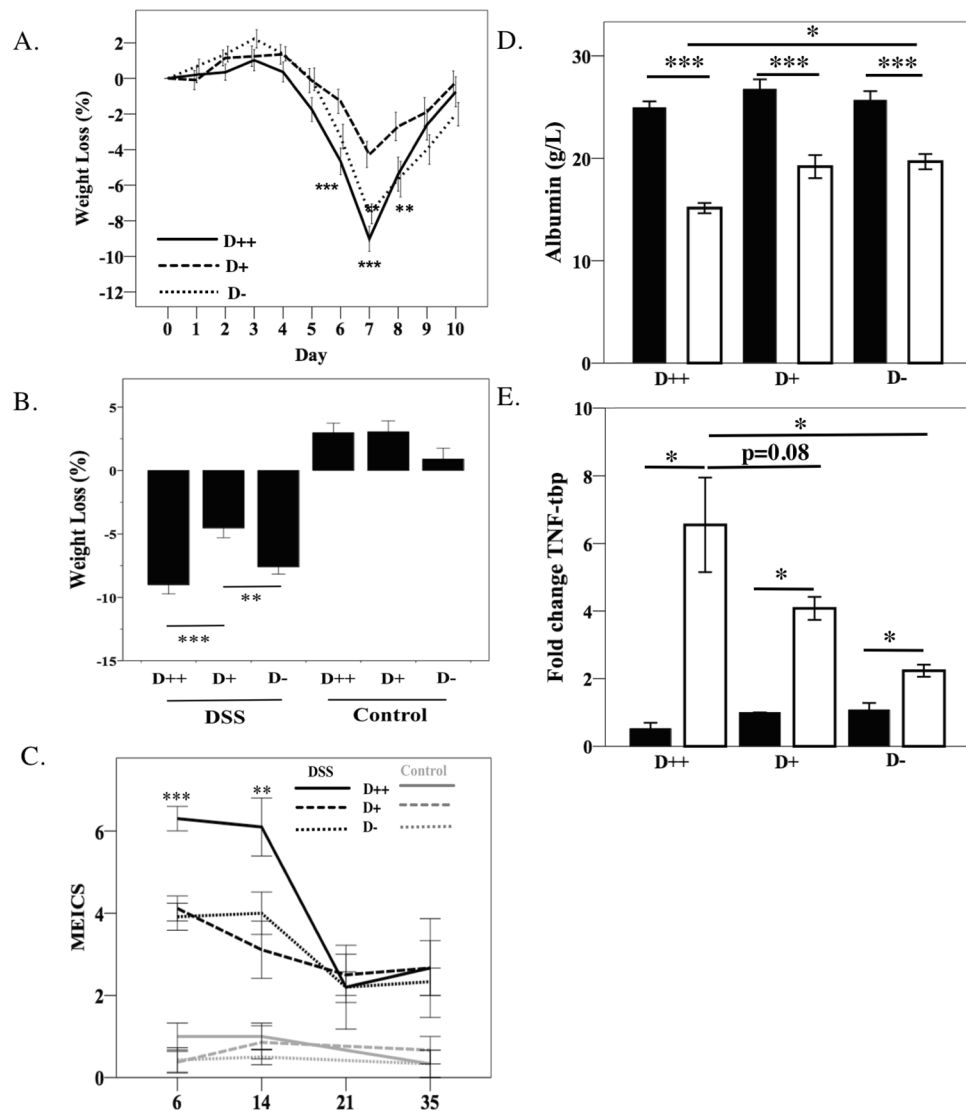 A.
2
0
-2
-4
-6
-8
-10
-12
Weight Loss (%)
***
**
**
***
D++
D+
D-
0 1 2 3 4 5 6 7 8 9 10
Day
B.
5
0
-5
-10
-15
Weight Loss (%)
**
***
D++ D+ D- D++ D+ D-
DSS Control
C.
DSS Control
D++
D+
D-
*** **
6
4
2
0
MEICS
6 14 21 35
D.
*
*** *** ***
30
20
10
0
Albumin (g/L)
D++ D+ D-
E.
10
8
6
4
2
0
Fold change TNF-tbp
*
* p=0.08
*
*
D++ D+ D-